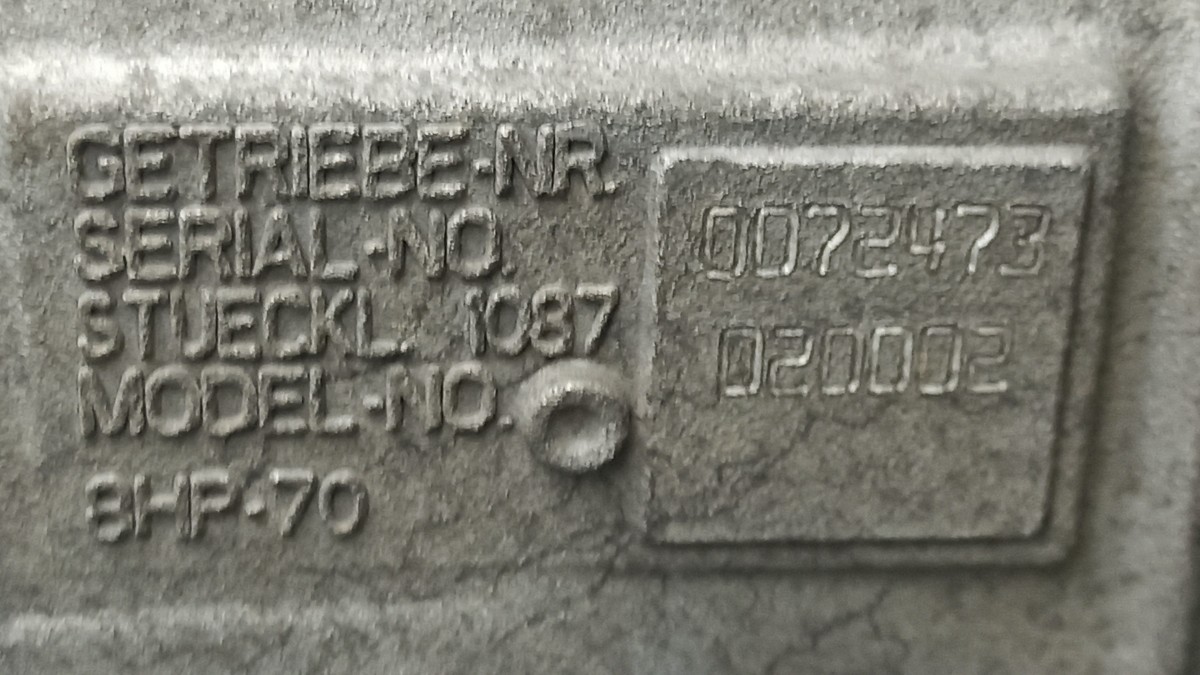 GETRIEBE-NR.
SERIAL-NO. 0072473
STUECKL. 1087
MODEL-NO. 020002
8HP-70